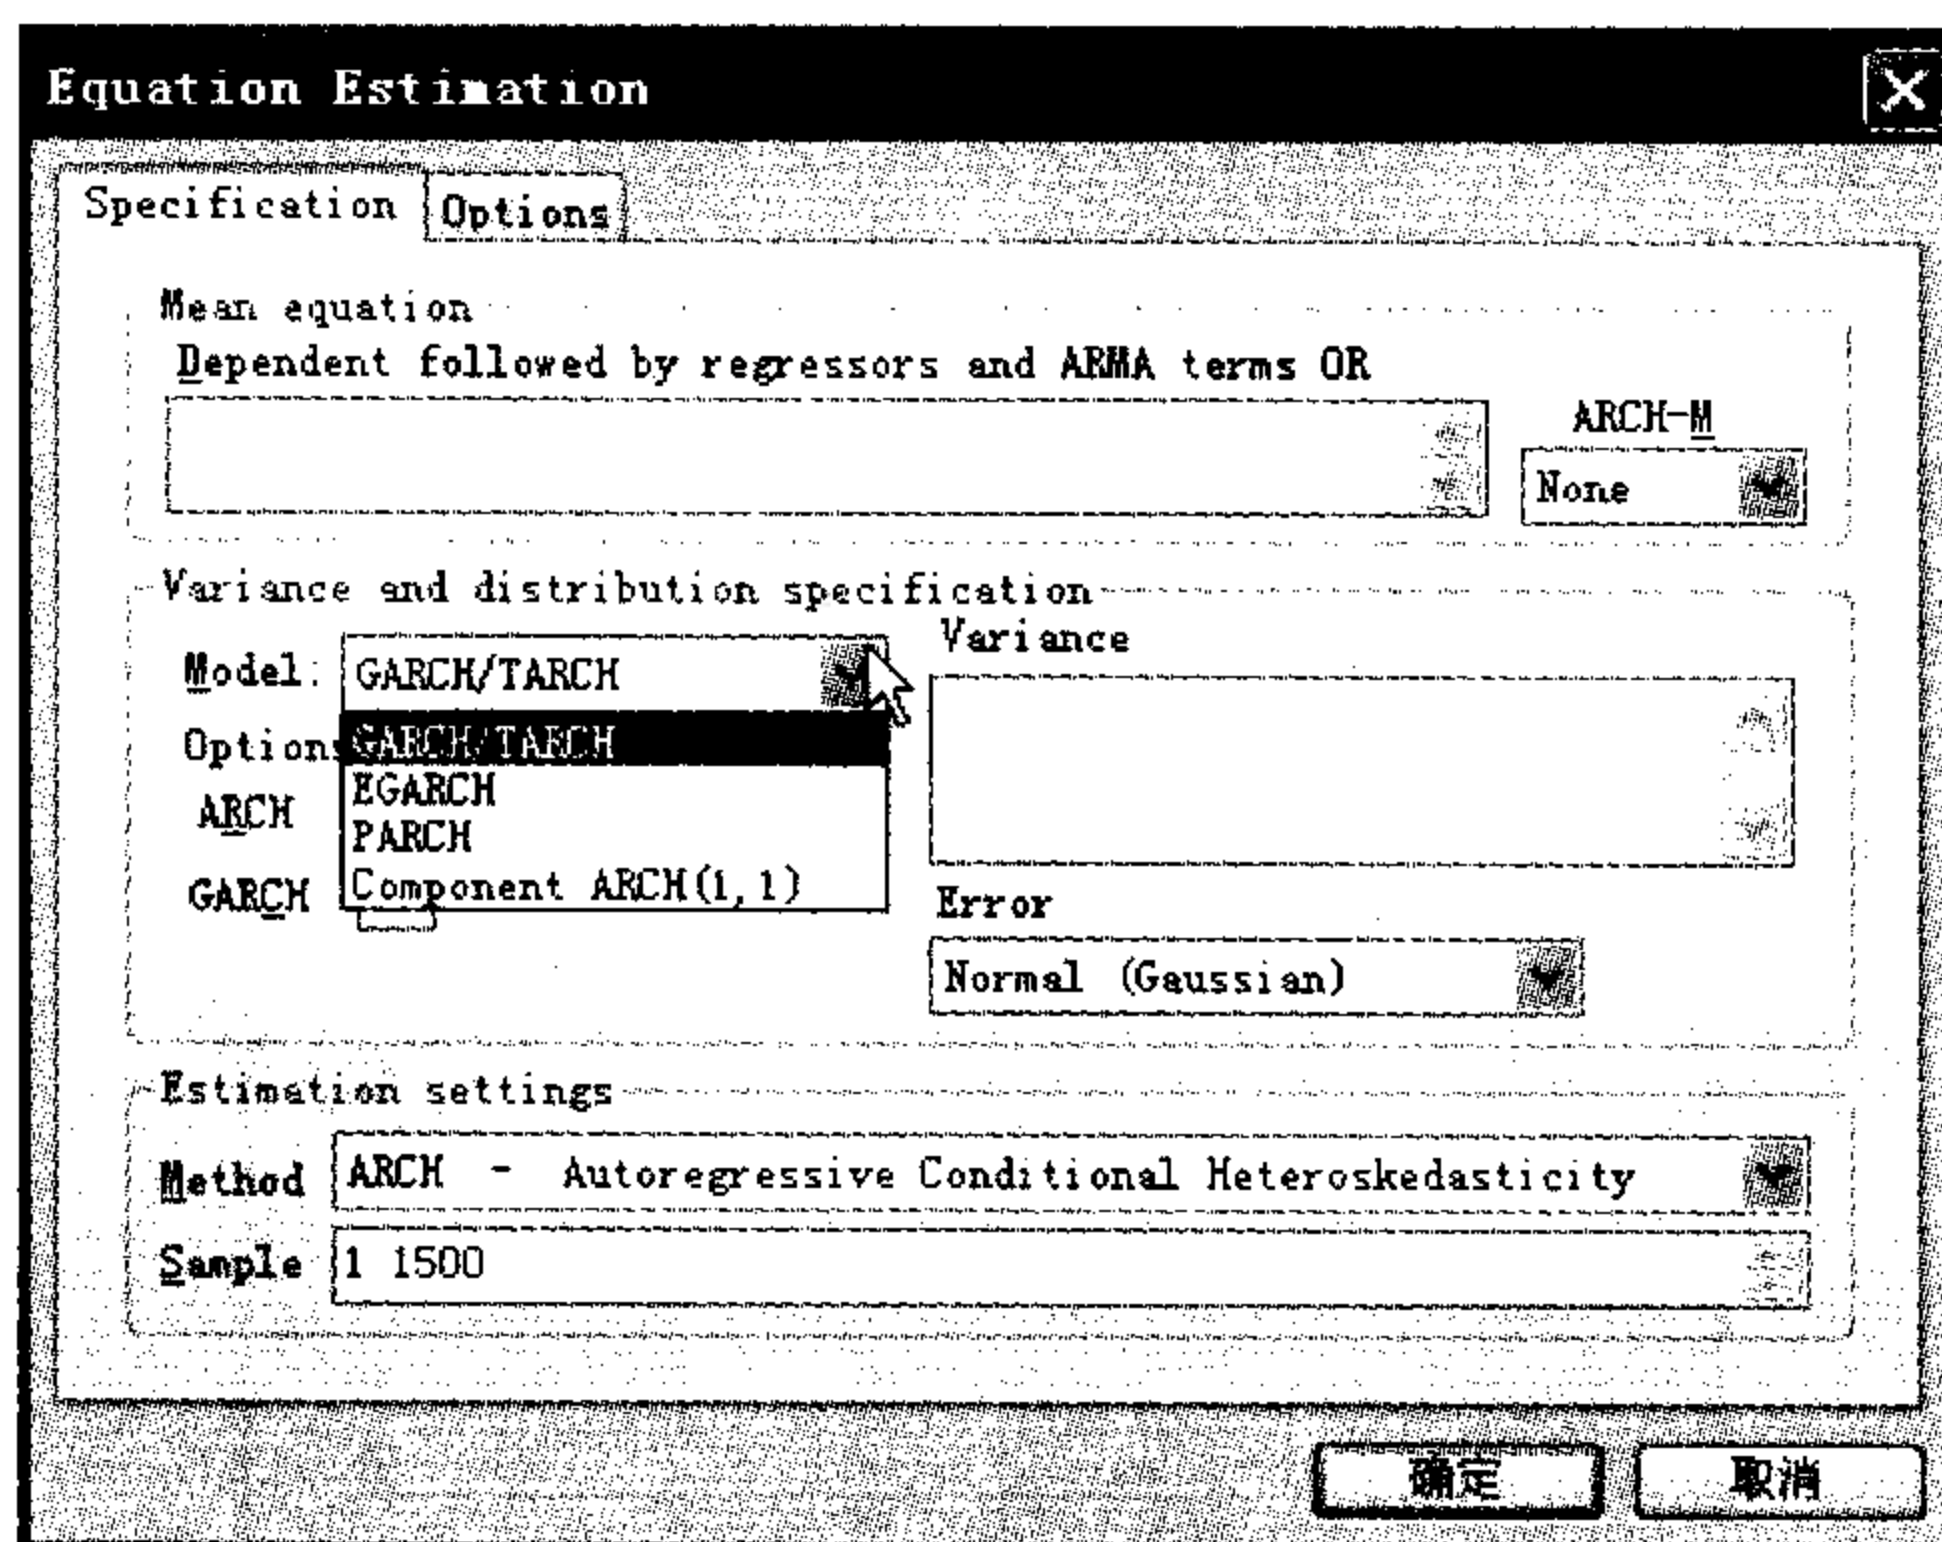 Equation Estimation
Specification
Options
Mean equation
Dependent followed by regressors and ARMA terms OR
ARCH-M
None
Variance and distribution specification
Model:
GARCH/TARCH
Variance
Option
GARCH/TARCH
EGARCH
ARCH
PARCH
GARCH
Component ARCH(1,1)
Error
Normal (Gaussian)
Estimation settings
Method
ARCH - Autoregressive Conditional Heteroskedasticity
Sample
1 1500
确定
取消